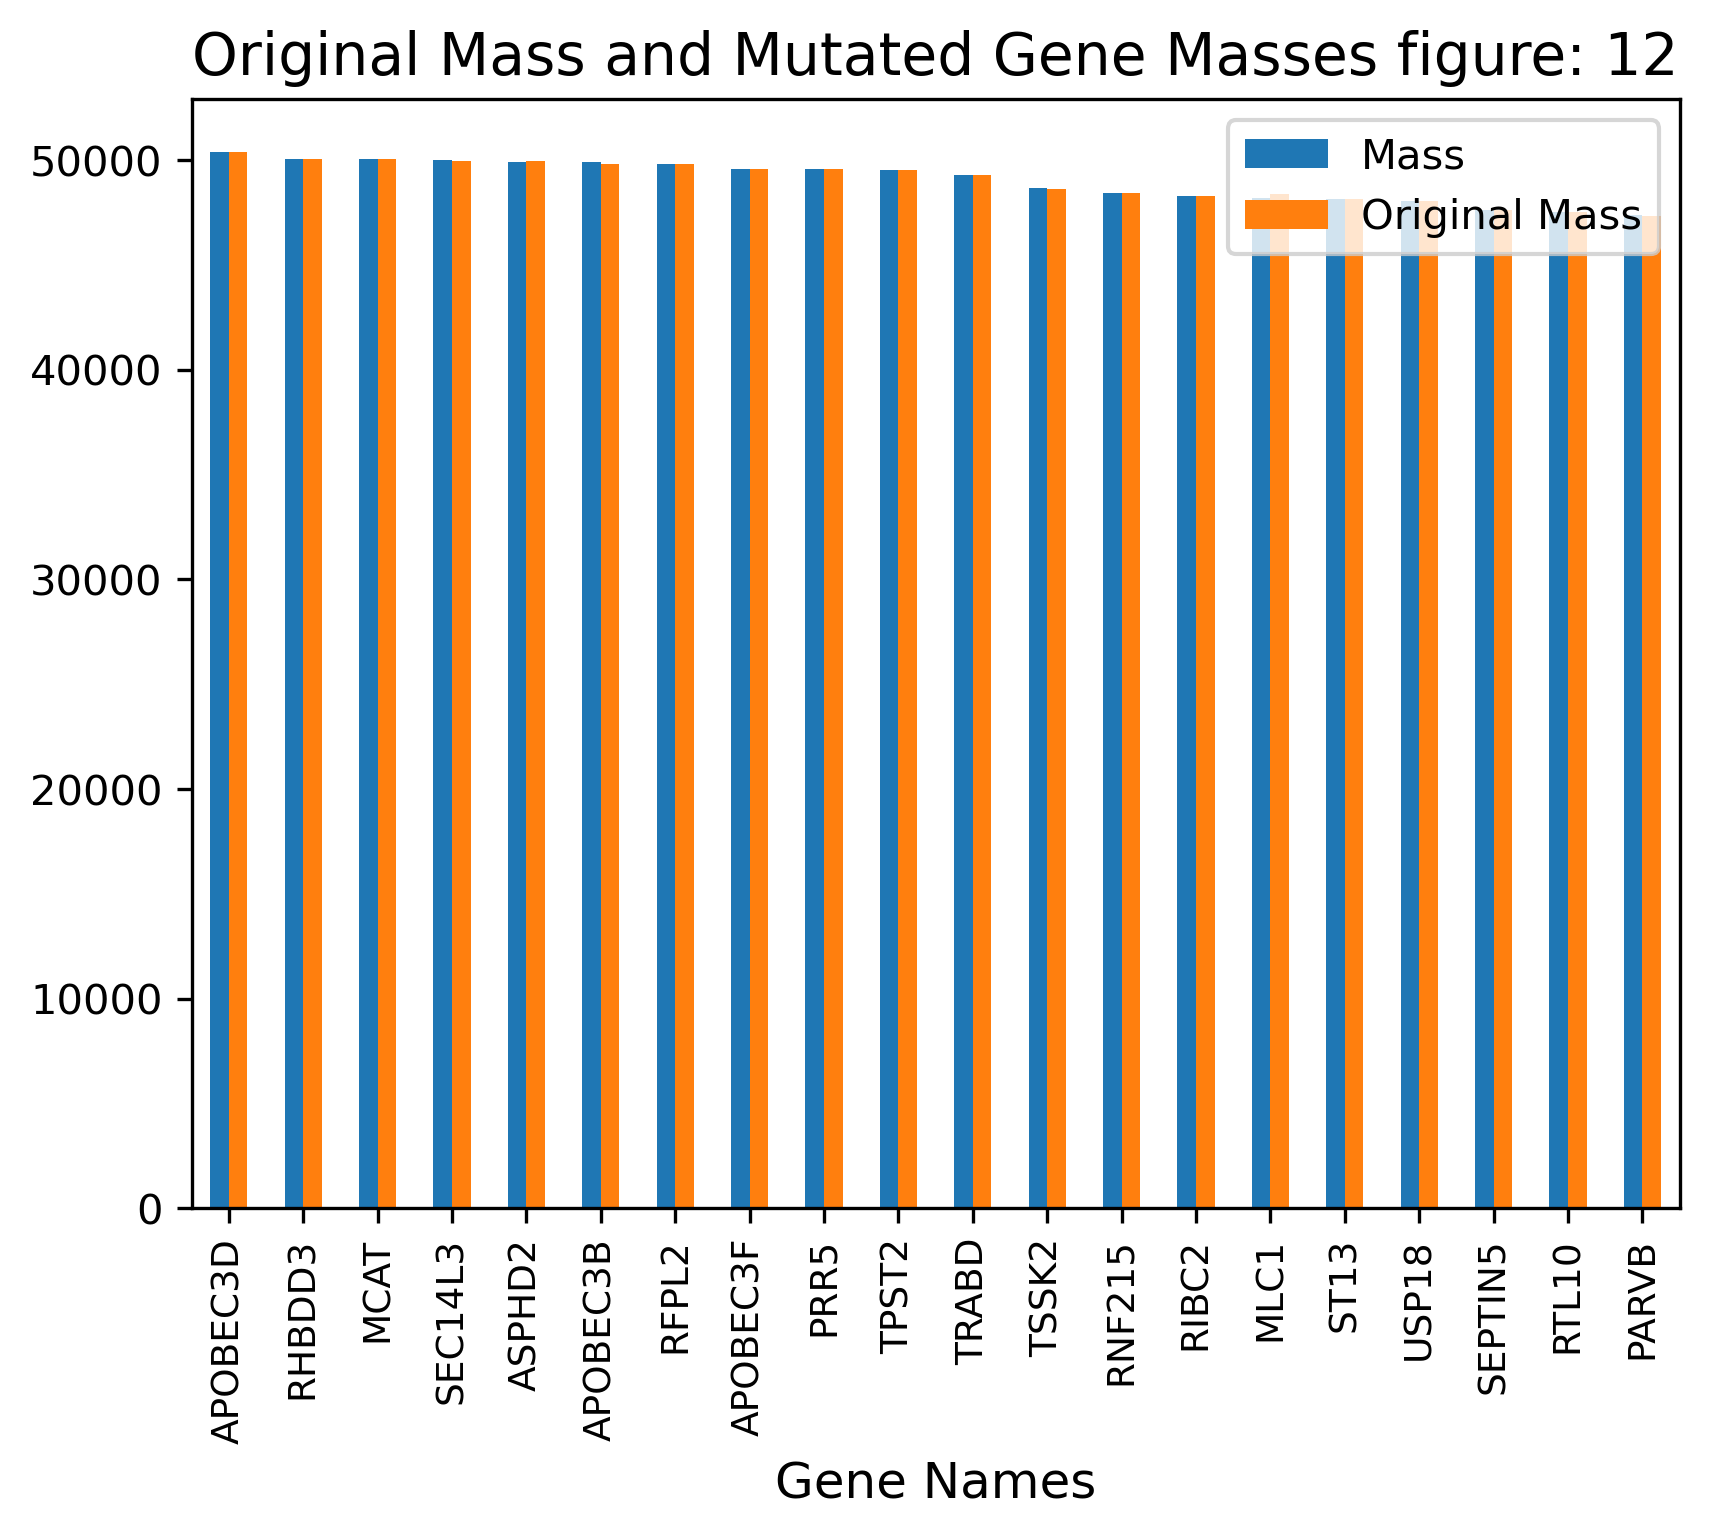 Original Mass and Mutated Gene Masses figure: 12
Mass
Original Mass
50000
40000
30000
20000
10000
0
APOBEC3D
RHBDD3
MCAT
SEC14L3
ASPHD2
APOBEC3B
RFPL2
APOBEC3F
PRR5
TPST2
TRABD
TSSK2
RNF215
RIBC2
MLC1
ST13
USP18
SEPTIN5
RTL10
PARVB
Gene Names